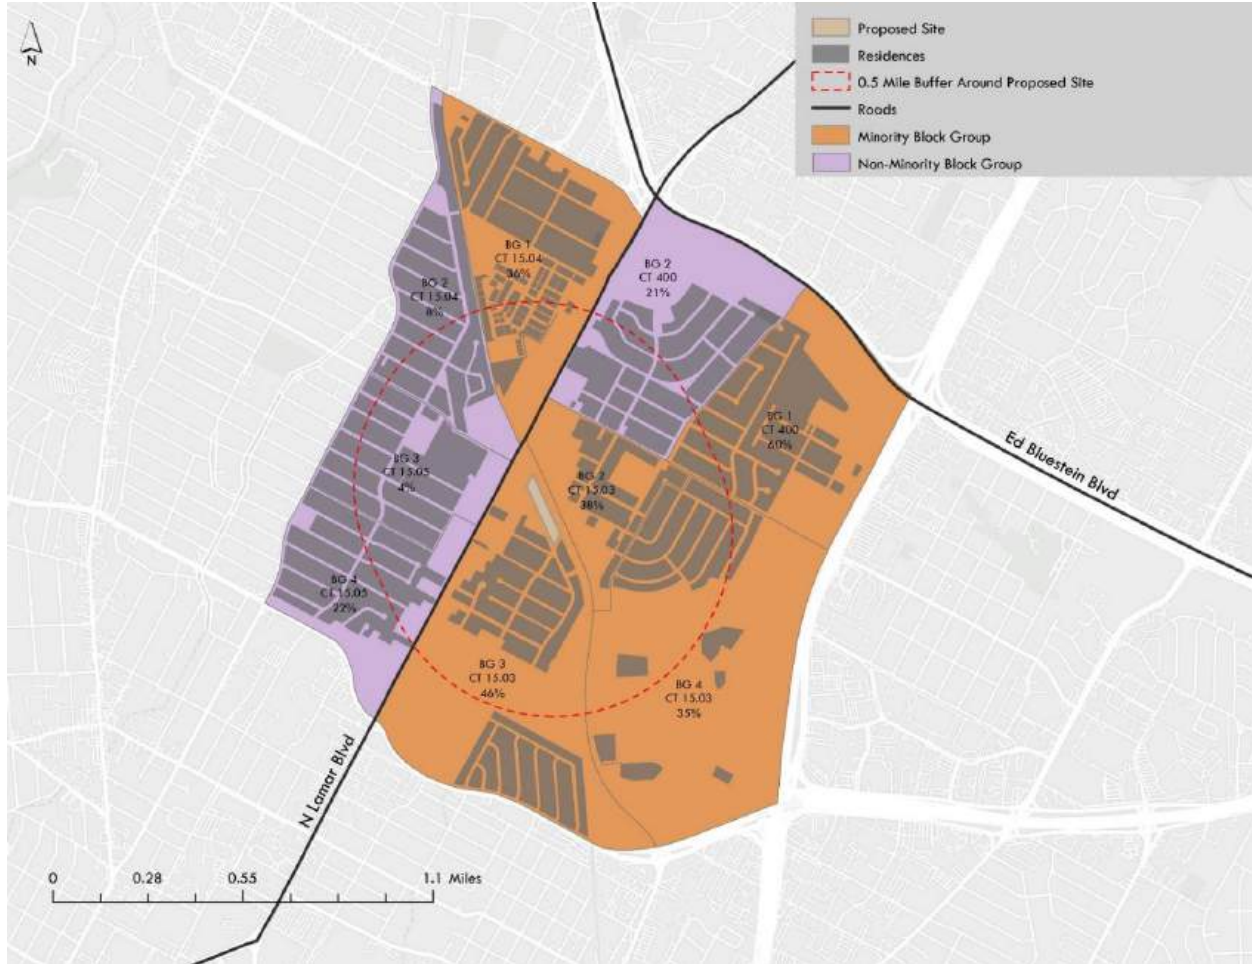 N
Proposed Site
Residences
0.5 Mile Buffer Around Proposed Site
Roads
Minority Block Group
Non-Minority Block Group
BG 1
CT 15.04
36%
BG 2
CT 400
21%
BG 2
CT 15.04
8%
BG 1
CT 400
60%
BG 3
CT 15.05
4%
BG 2
CT 15.03
38%
Ed Bluestein Blvd
BG 4
CT 15.05
22%
BG 3
CT 15.03
46%
BG 4
CT 15.03
35%
N Lamar Blvd
0 0.28 0.55 1.1 Miles